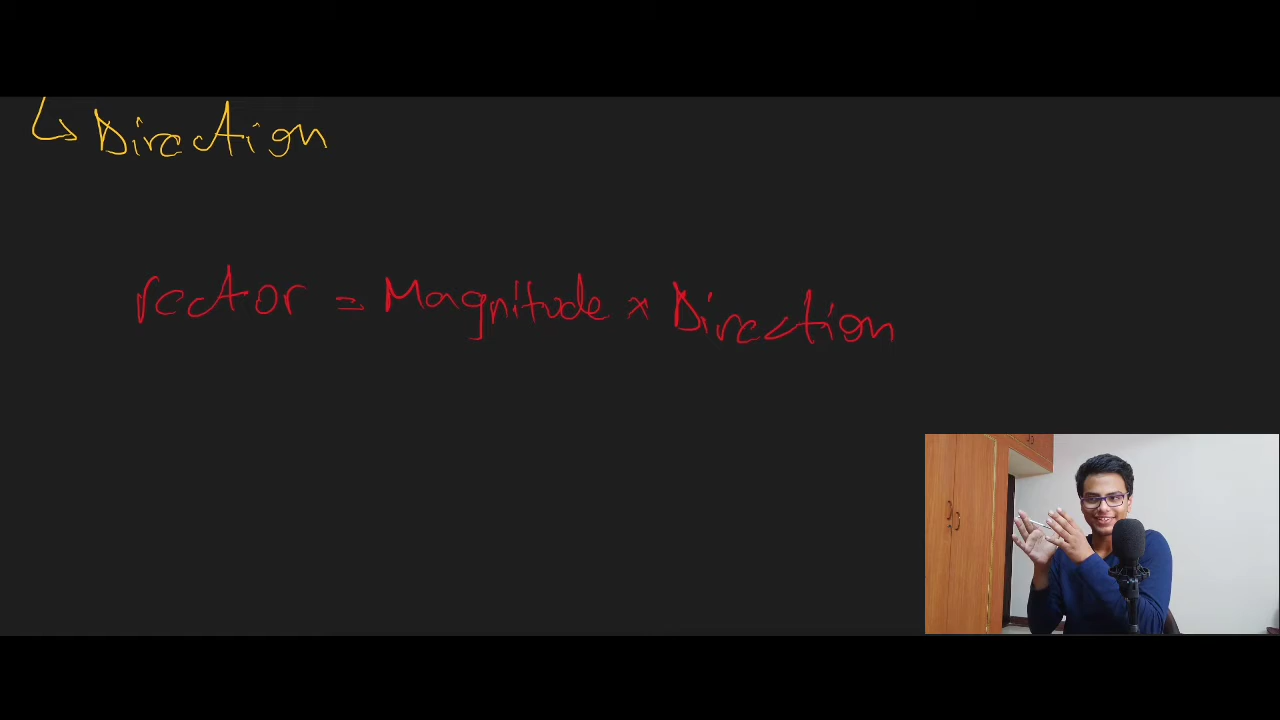 ↳ Direction
Vector = Magnitude × Direction